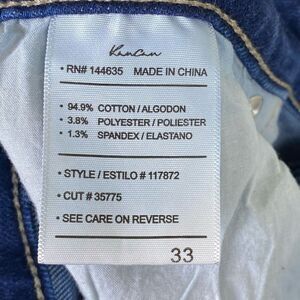 KanCan
• RN# 144635 MADE IN CHINA
• 94.9% COTTON / ALGODON
• 3.8% POLYESTER / POLIESTER
• 1.3% SPANDEX / ELASTANO
• STYLE / ESTILO # 117872
• CUT # 35775
• SEE CARE ON REVERSE
33